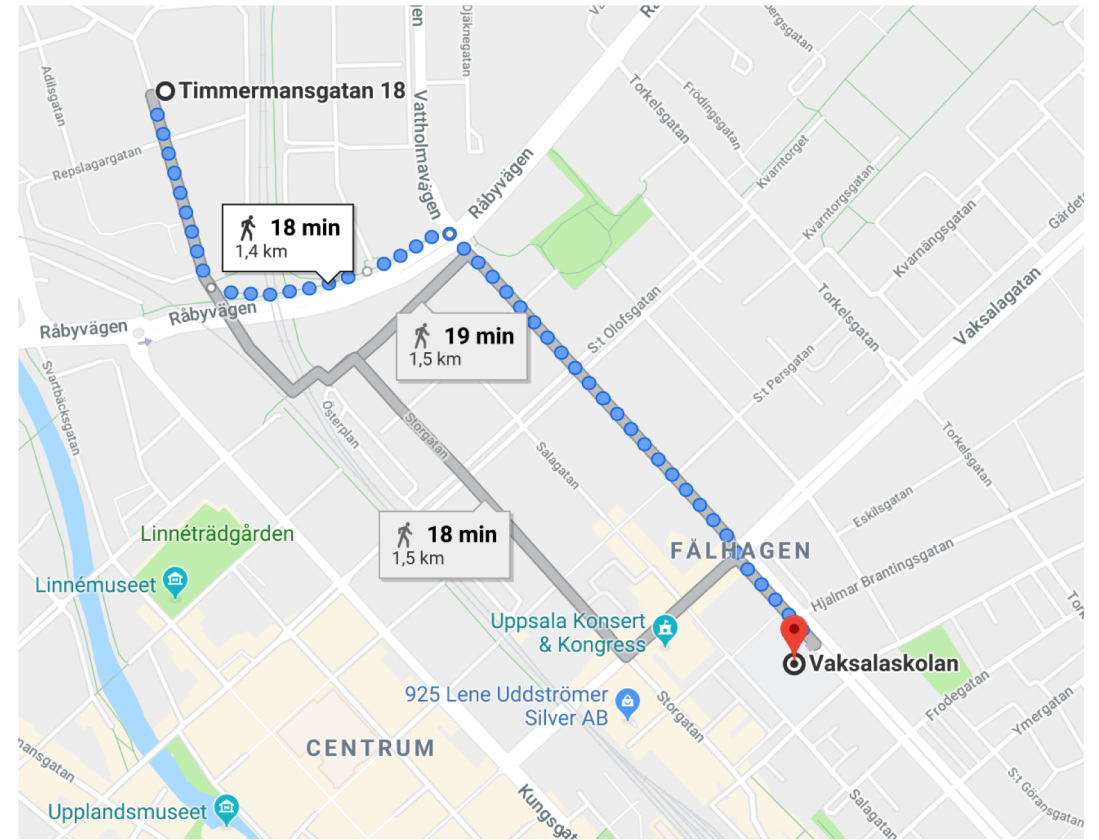 Djäknegatan
Timmermansgatan 18
Adilsgatan
Vattholmavägen
Torkelsgatan
Frödingsgatan
Repslagargatan
Råbyvägen
Kvarntorget
Kvarntorgsgatan
Kvarnängsgatan
18 min
1,4 km
Råbyvägen
Råbyvägen
19 min
1,5 km
S:t Olofsgatan
Torkelsgatan
Vaksalagatan
S:t Persgatan
Svartbäcksgatan
Österplan
Storgatan
Salagatan
Torkelsgatan
18 min
1,5 km
Eskilsgatan
Linnéträdgården
FÅLHAGEN
Linnémuseet
Hjalmar Brantingsgatan
Uppsala Konsert
& Kongress
Vaksalaskolan
925 Lene Uddströmer
Silver AB
Storgatan
Frodegatan
Ymergatan
CENTRUM
S:t Göransgatan
Upplandsmuseet
Kungsgat
Salagatan